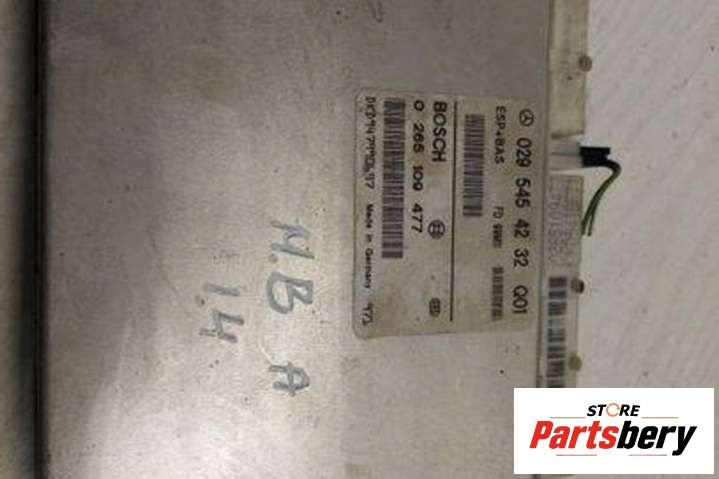 029 545 42 32 Q01
ESP+BAS
FD
BOSCH
0 265 109 477
Made in Germany
M.B A
1.4
STORE
Partsbery